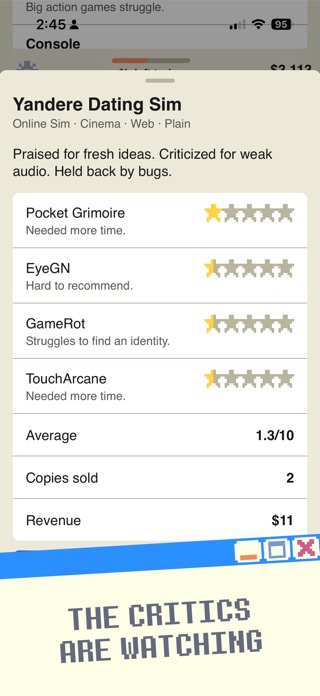 Big action games struggle.
2:45
95
Console
$3,113
Yandere Dating Sim
Online Sim · Cinema · Web · Plain
Praised for fresh ideas. Criticized for weak
audio. Held back by bugs.
Pocket Grimoire
Needed more time.
EyeGN
Hard to recommend.
GameRot
Struggles to find an identity.
TouchArcane
Needed more time.
Average
1.3/10
Copies sold
2
Revenue
$11
THE CRITICS
ARE WATCHING